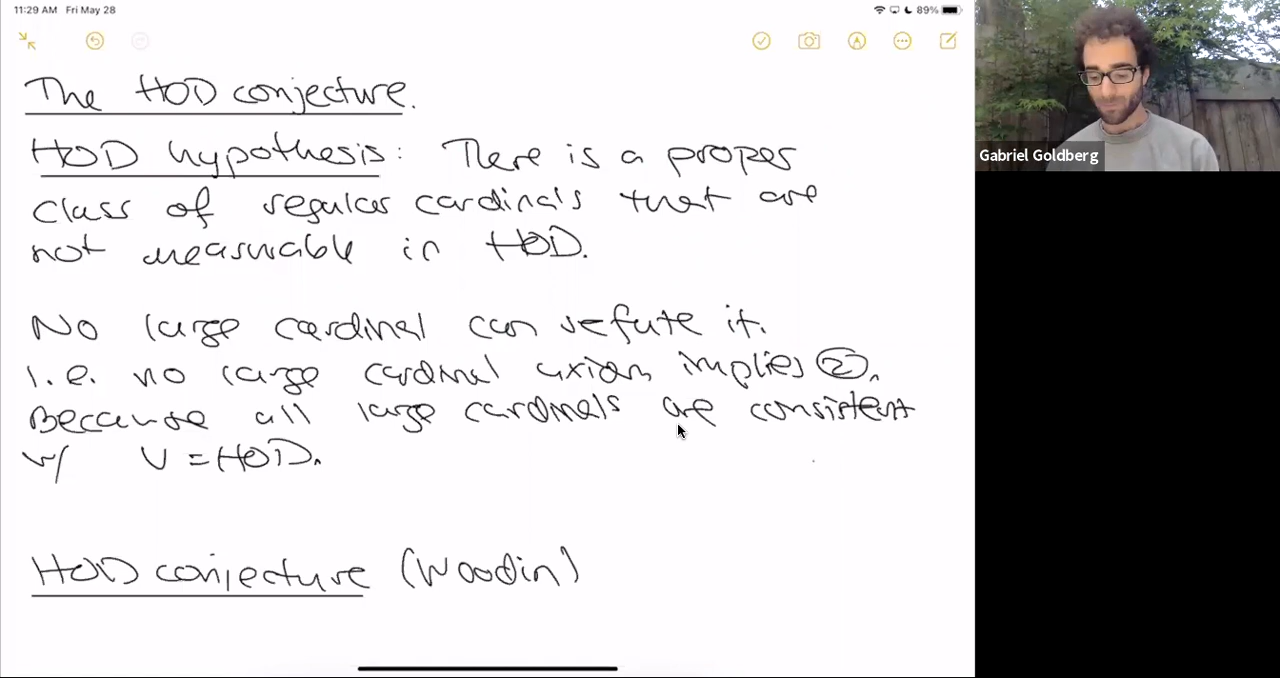 11:29 AM Fri May 28
89%
The HOD conjecture.
HOD hypothesis: There is a proper
class of regular cardinals that are
not measurable in HOD.
No large cardinal can refute it.
I.e. no large cardinal axiom implies ②.
Because all large cardinals are consistent
w/ V = HOD.
HOD conjecture (Woodin)
Gabriel Goldberg